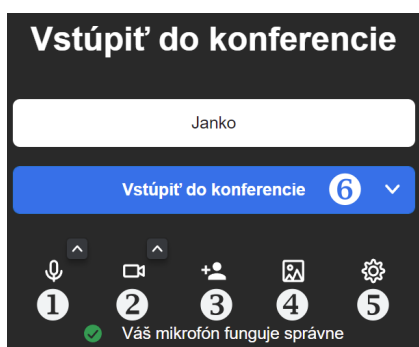 Vstúpiť do konferencie
Janko
Vstúpiť do konferencie 6
1 2 3 4 5
Váš mikrofón funguje správne